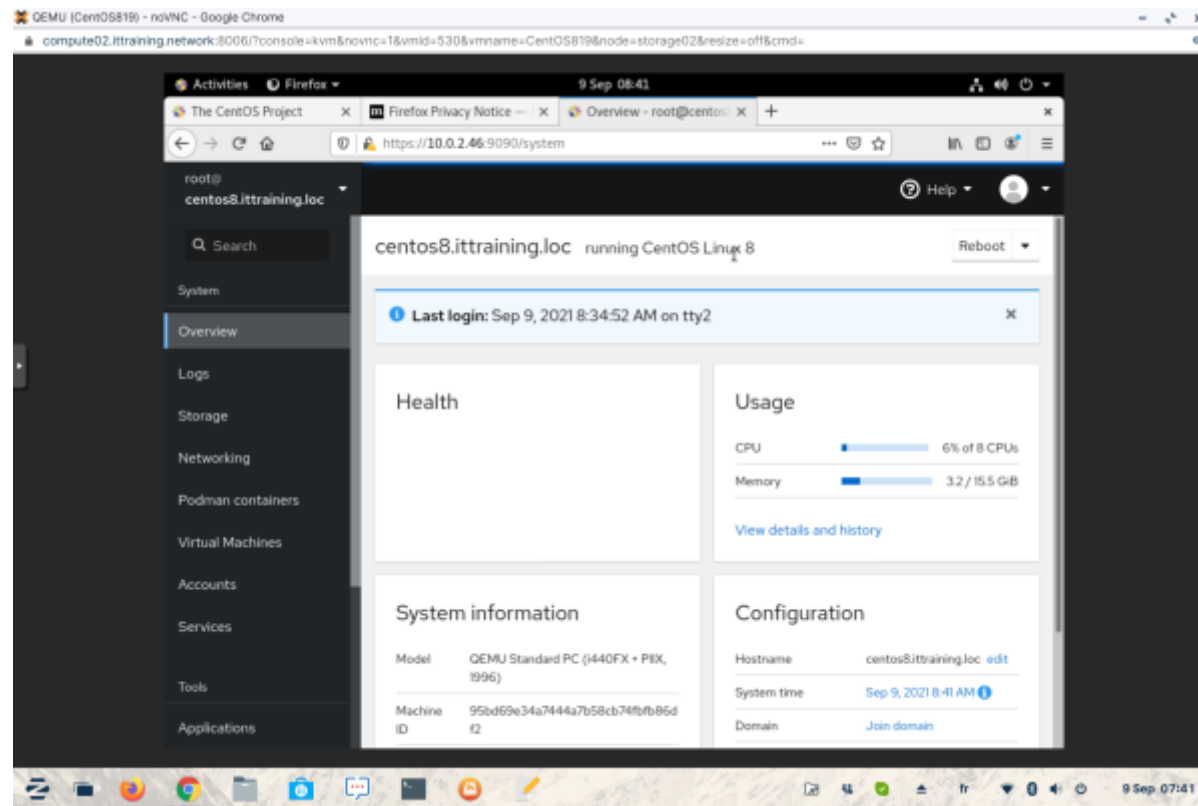 QEMU (CentOS819) - noVNC - Google Chrome
compute02.ittraining.network:8006/?console=kvm&novnc=1&vmid=530&vmname=CentOS819&node=storage02&resize=off&cmd=
Activities Firefox 9 Sep 08:41
The CentOS Project Firefox Privacy Notice — Overview - root@centos
https://10.0.2.46:9090/system
root@
centos8.ittraining.loc
Help
Search
centos8.ittraining.loc running CentOS Linux 8
Reboot
System
Last login: Sep 9, 2021 8:34:52 AM on tty2
Overview
Logs
Storage
Networking
Podman containers
Virtual Machines
Accounts
Services
Tools
Applications
Health
Usage
CPU 6% of 8 CPUs
Memory 3.2 / 15.5 GiB
View details and history
System information
Model QEMU Standard PC (i440FX + PIIX,
1996)
Machine 95bd69e34a7444a7b58cb74fbfb86d
ID f2
Configuration
Hostname centos8.ittraining.loc edit
System time Sep 9, 2021 8:41 AM
Domain Join domain
fr 9 Sep 07:41